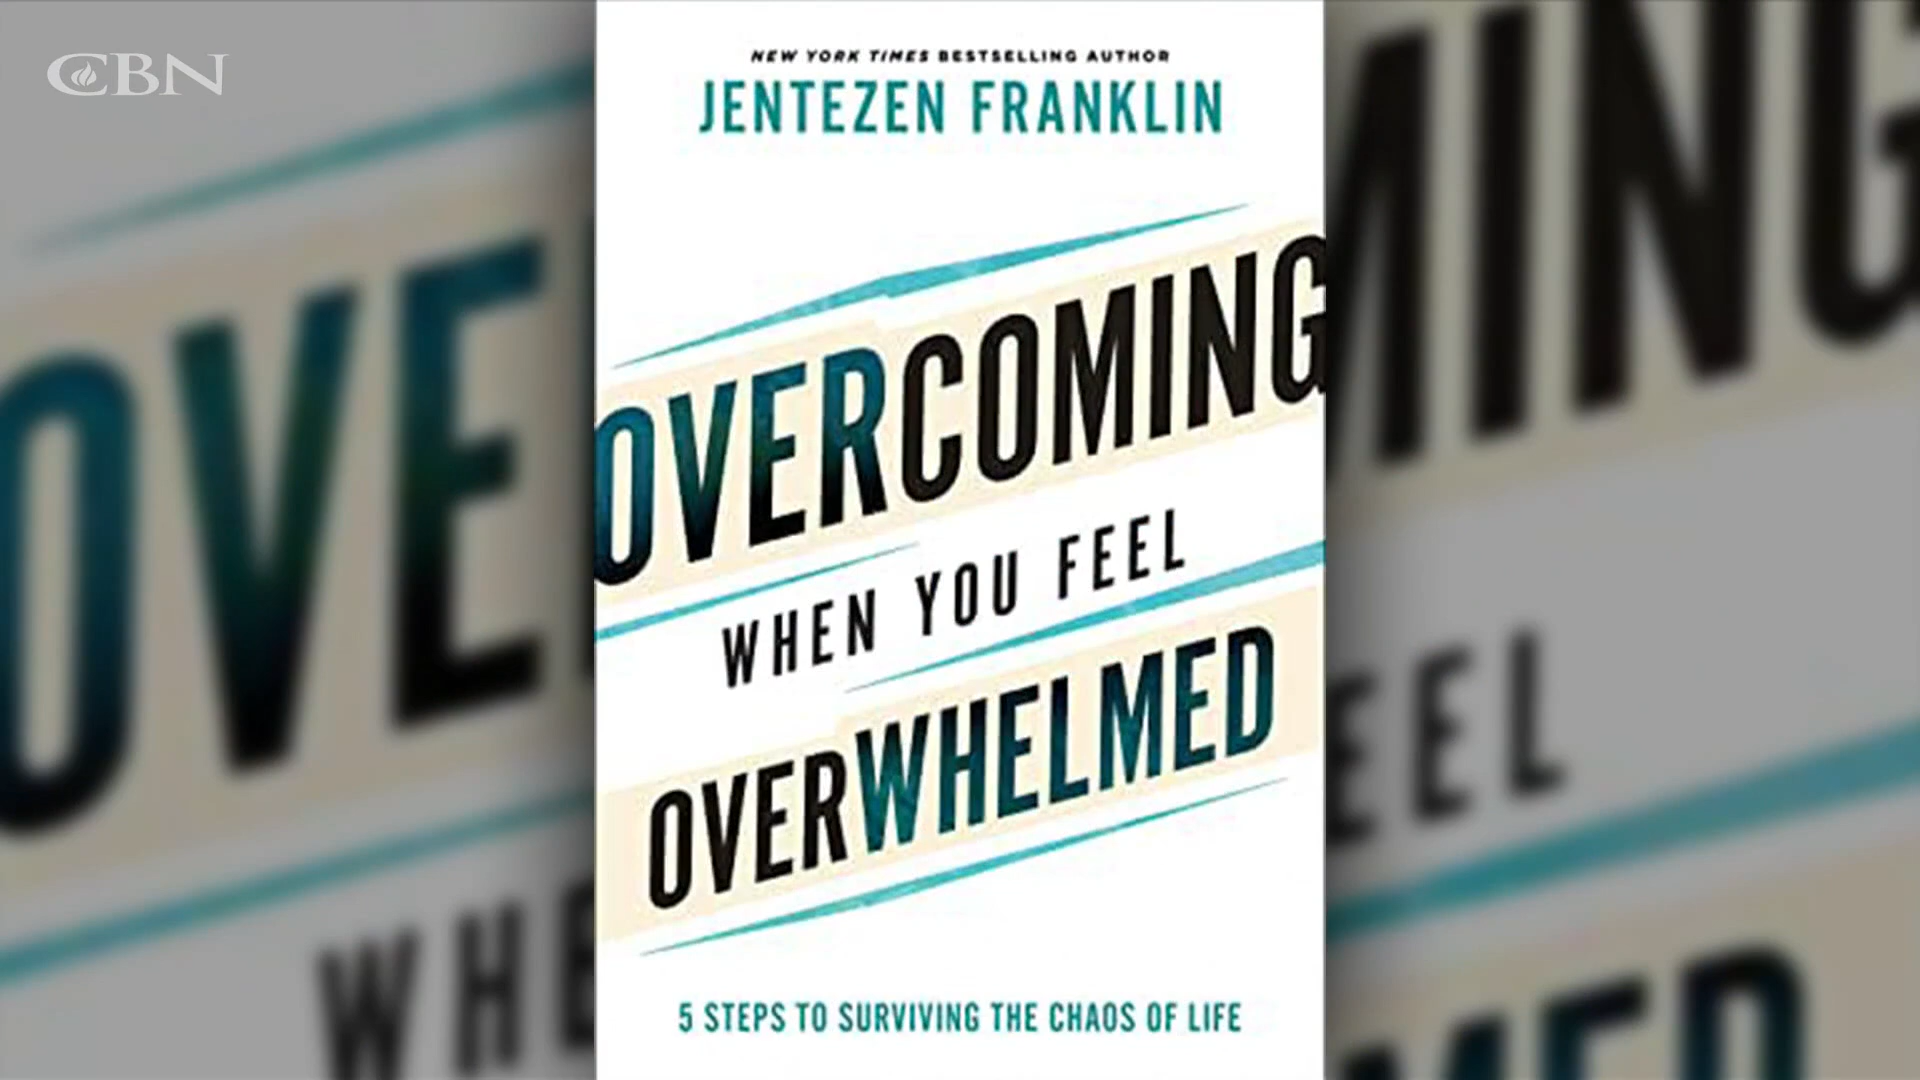 CBN
NEW YORK TIMES BESTSELLING AUTHOR
JENTEZEN FRANKLIN
OVERCOMING
WHEN YOU FEEL
OVERWHELMED
5 STEPS TO SURVIVING THE CHAOS OF LIFE